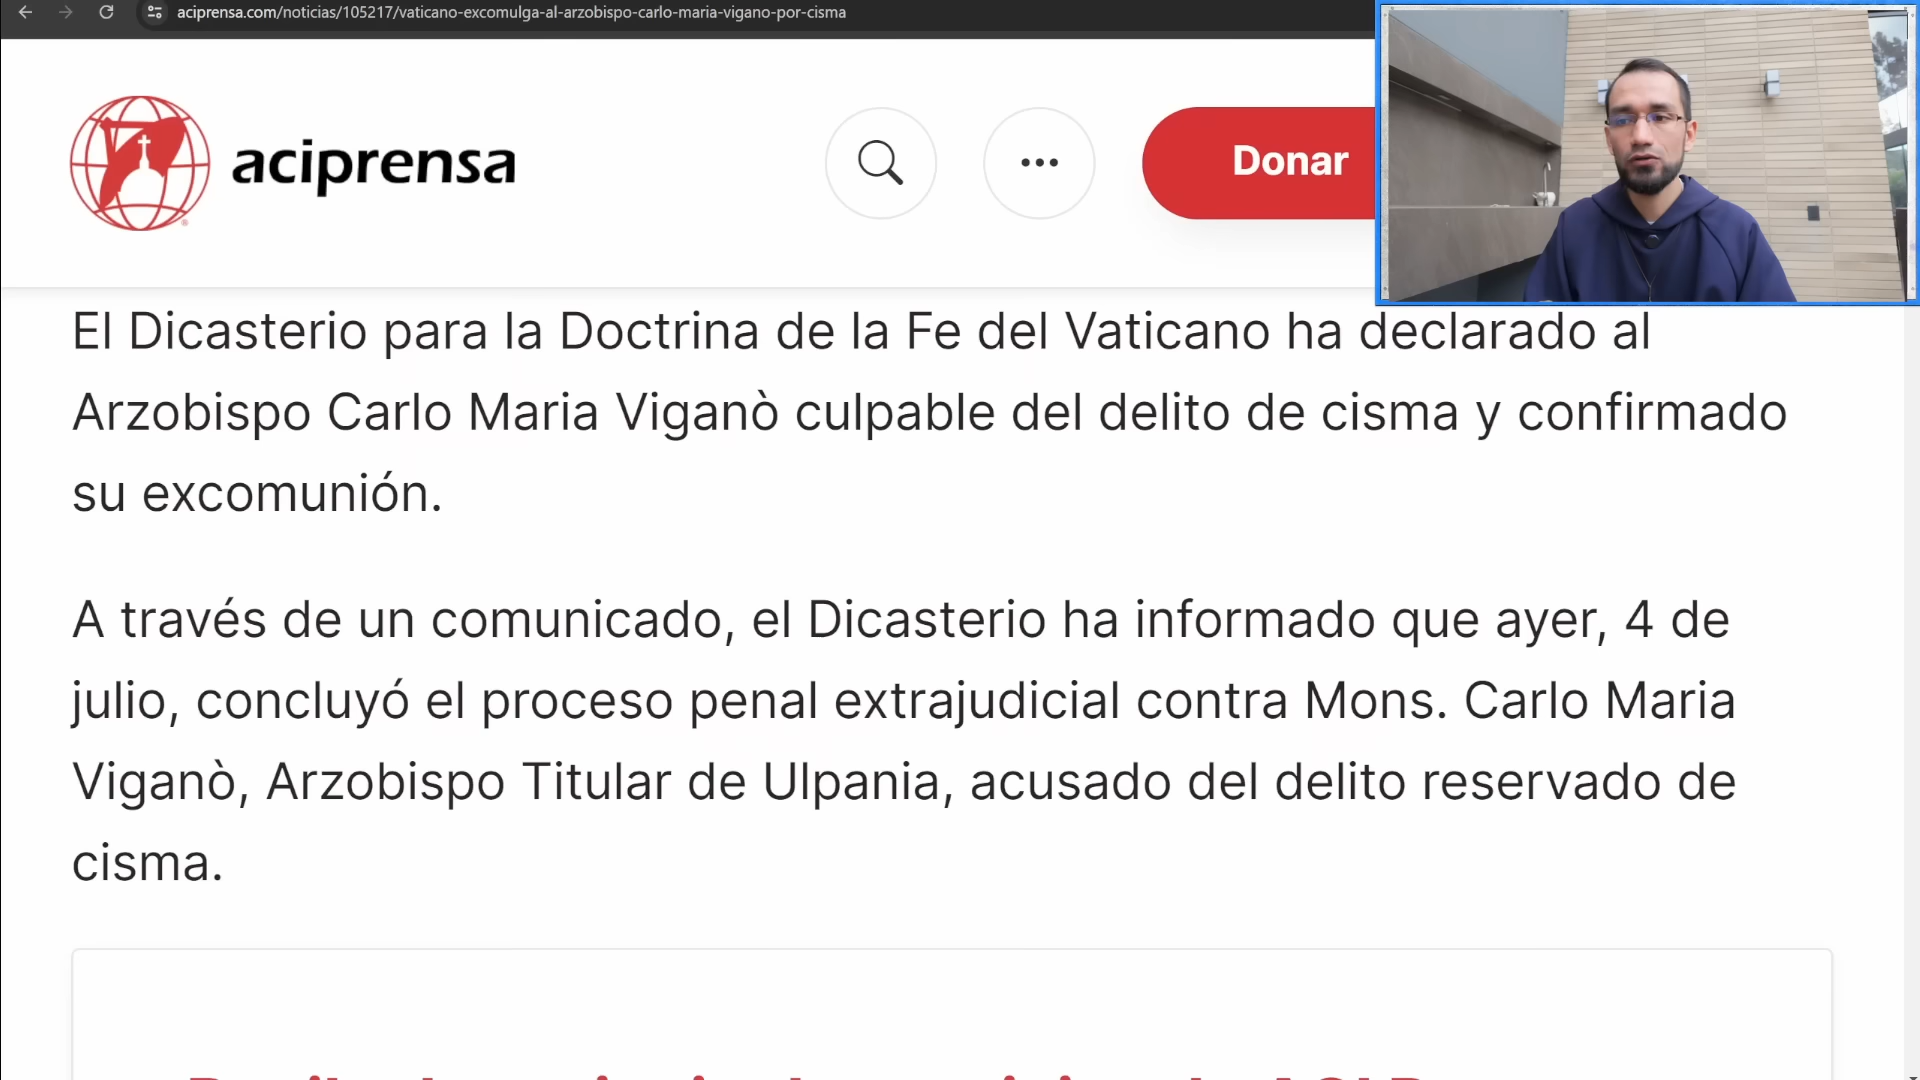 aciprensa.com/noticias/105217/vaticano-excomulga-al-arzobispo-carlo-maria-vigano-por-cisma
aciprensa
Donar
El Dicasterio para la Doctrina de la Fe del Vaticano ha declarado al
Arzobispo Carlo Maria Viganò culpable del delito de cisma y confirmado
su excomunión.
A través de un comunicado, el Dicasterio ha informado que ayer, 4 de
julio, concluyó el proceso penal extrajudicial contra Mons. Carlo Maria
Viganò, Arzobispo Titular de Ulpania, acusado del delito reservado de
cisma.